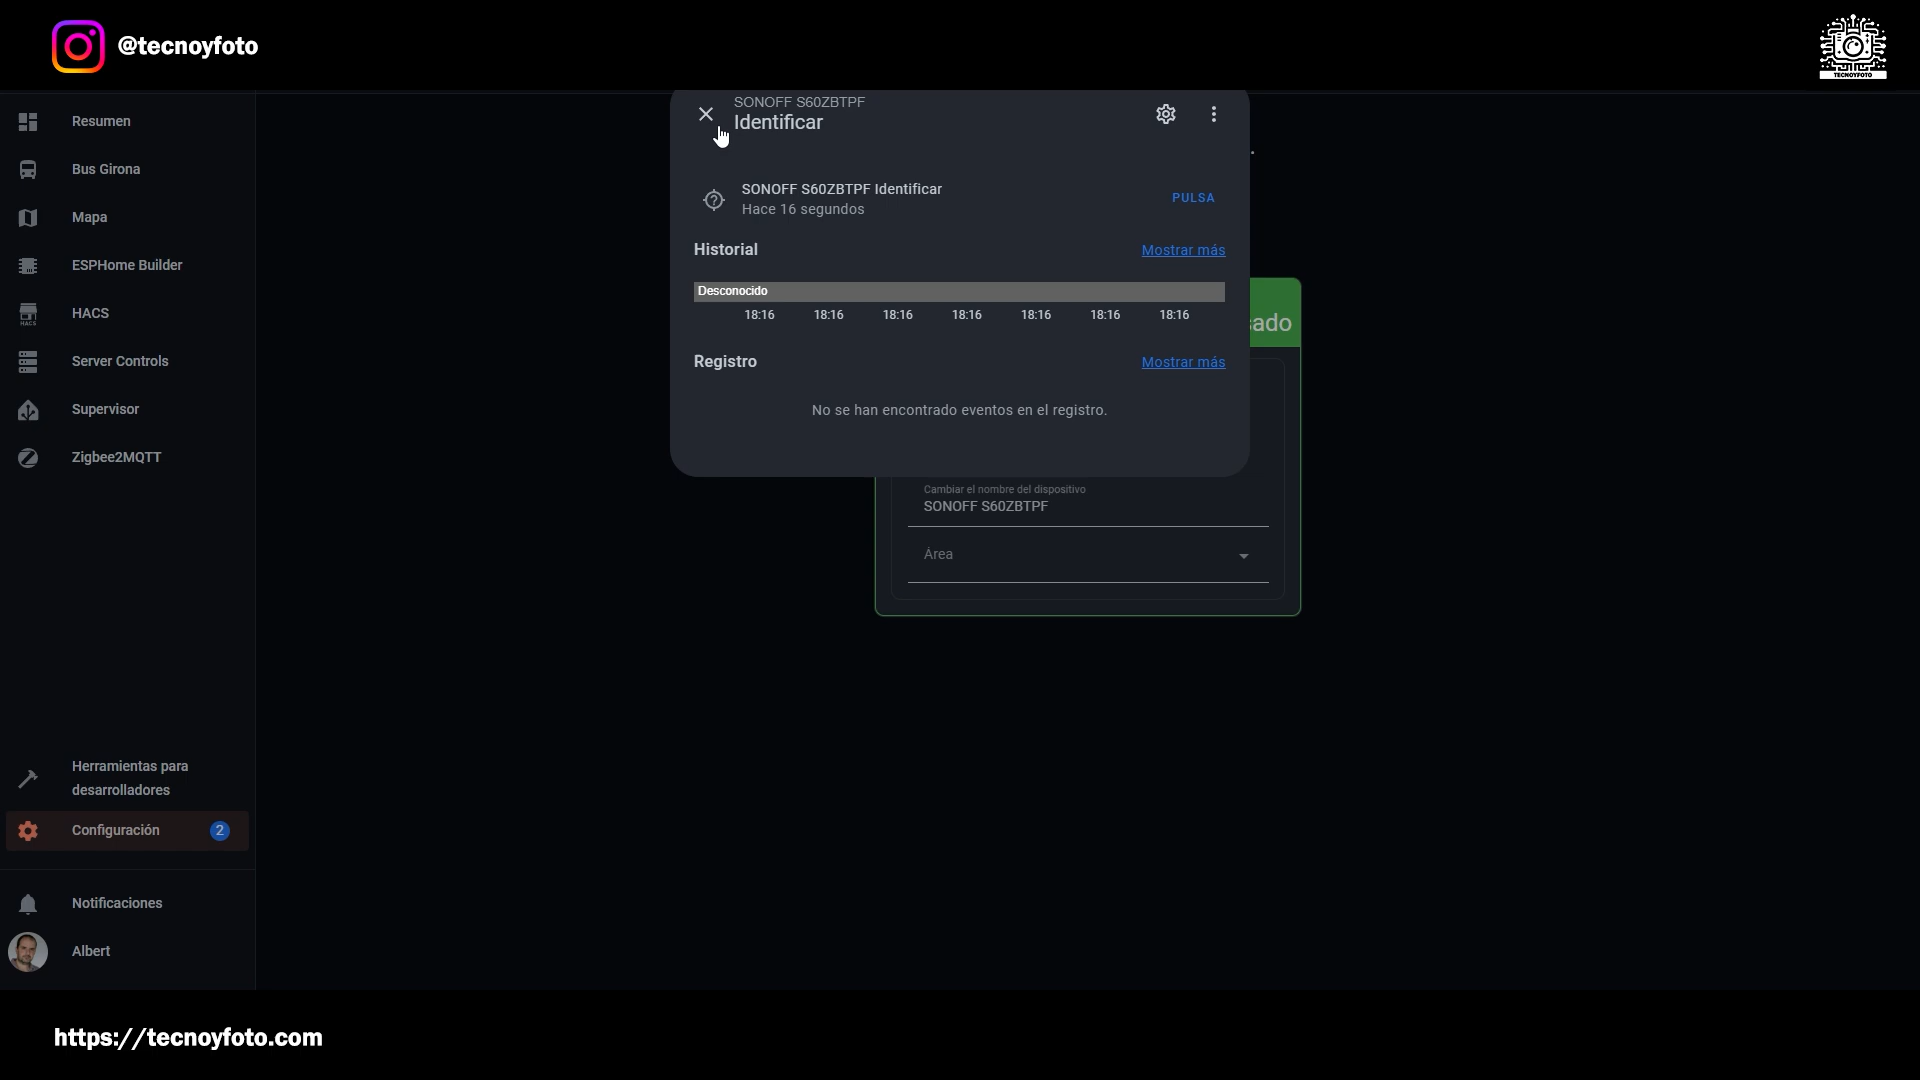 @tecnoyfoto
TECNOYFOTO
Resumen
Bus Girona
Mapa
ESPHome Builder
HACS
HACS
Server Controls
Supervisor
Zigbee2MQTT
Herramientas para
desarrolladores
Configuración 2
Notificaciones
Albert
SONOFF S60ZBTPF
Identificar
SONOFF S60ZBTPF Identificar
Hace 16 segundos
PULSA
Historial
Mostrar más
Desconocido
18:16 18:16 18:16 18:16 18:16 18:16 18:16
Registro
Mostrar más
No se han encontrado eventos en el registro.
Cambiar el nombre del dispositivo
SONOFF S60ZBTPF
Área
https://tecnoyfoto.com